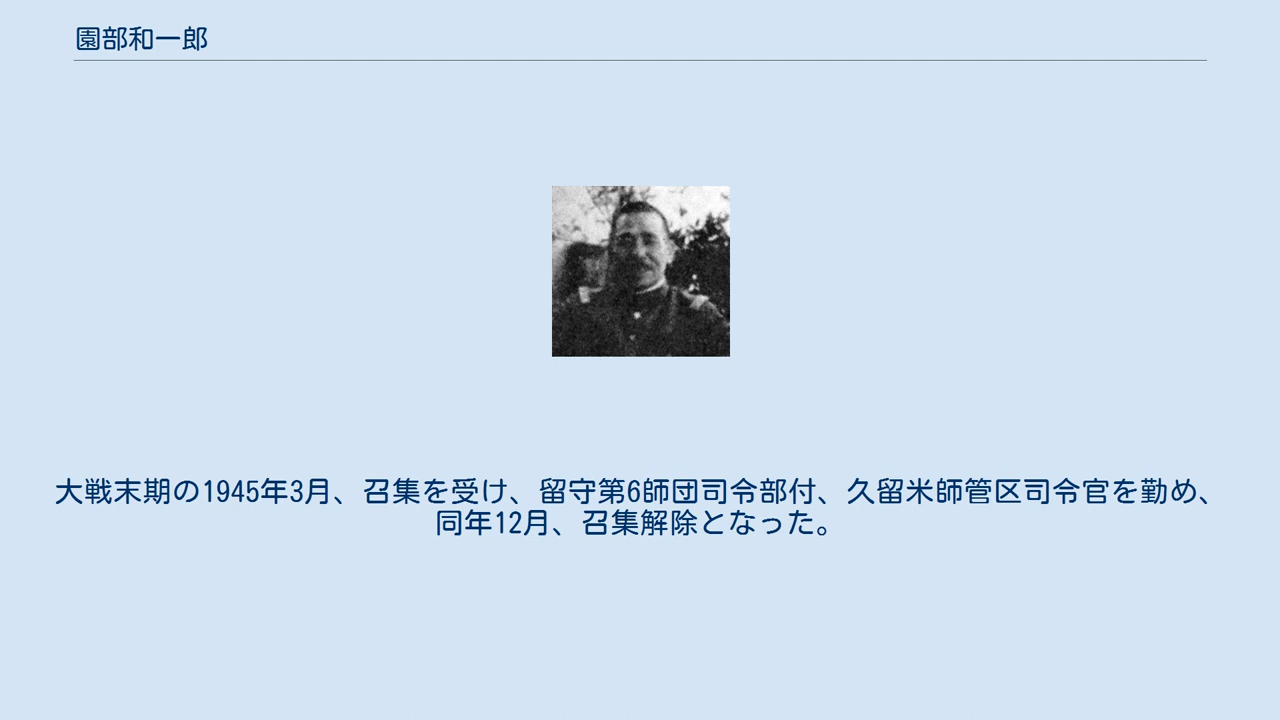 園部和一郎
大戦末期の1945年3月、召集を受け、留守第6師団司令部付、久留米師管区司令官を勤め、
同年12月、召集解除となった。